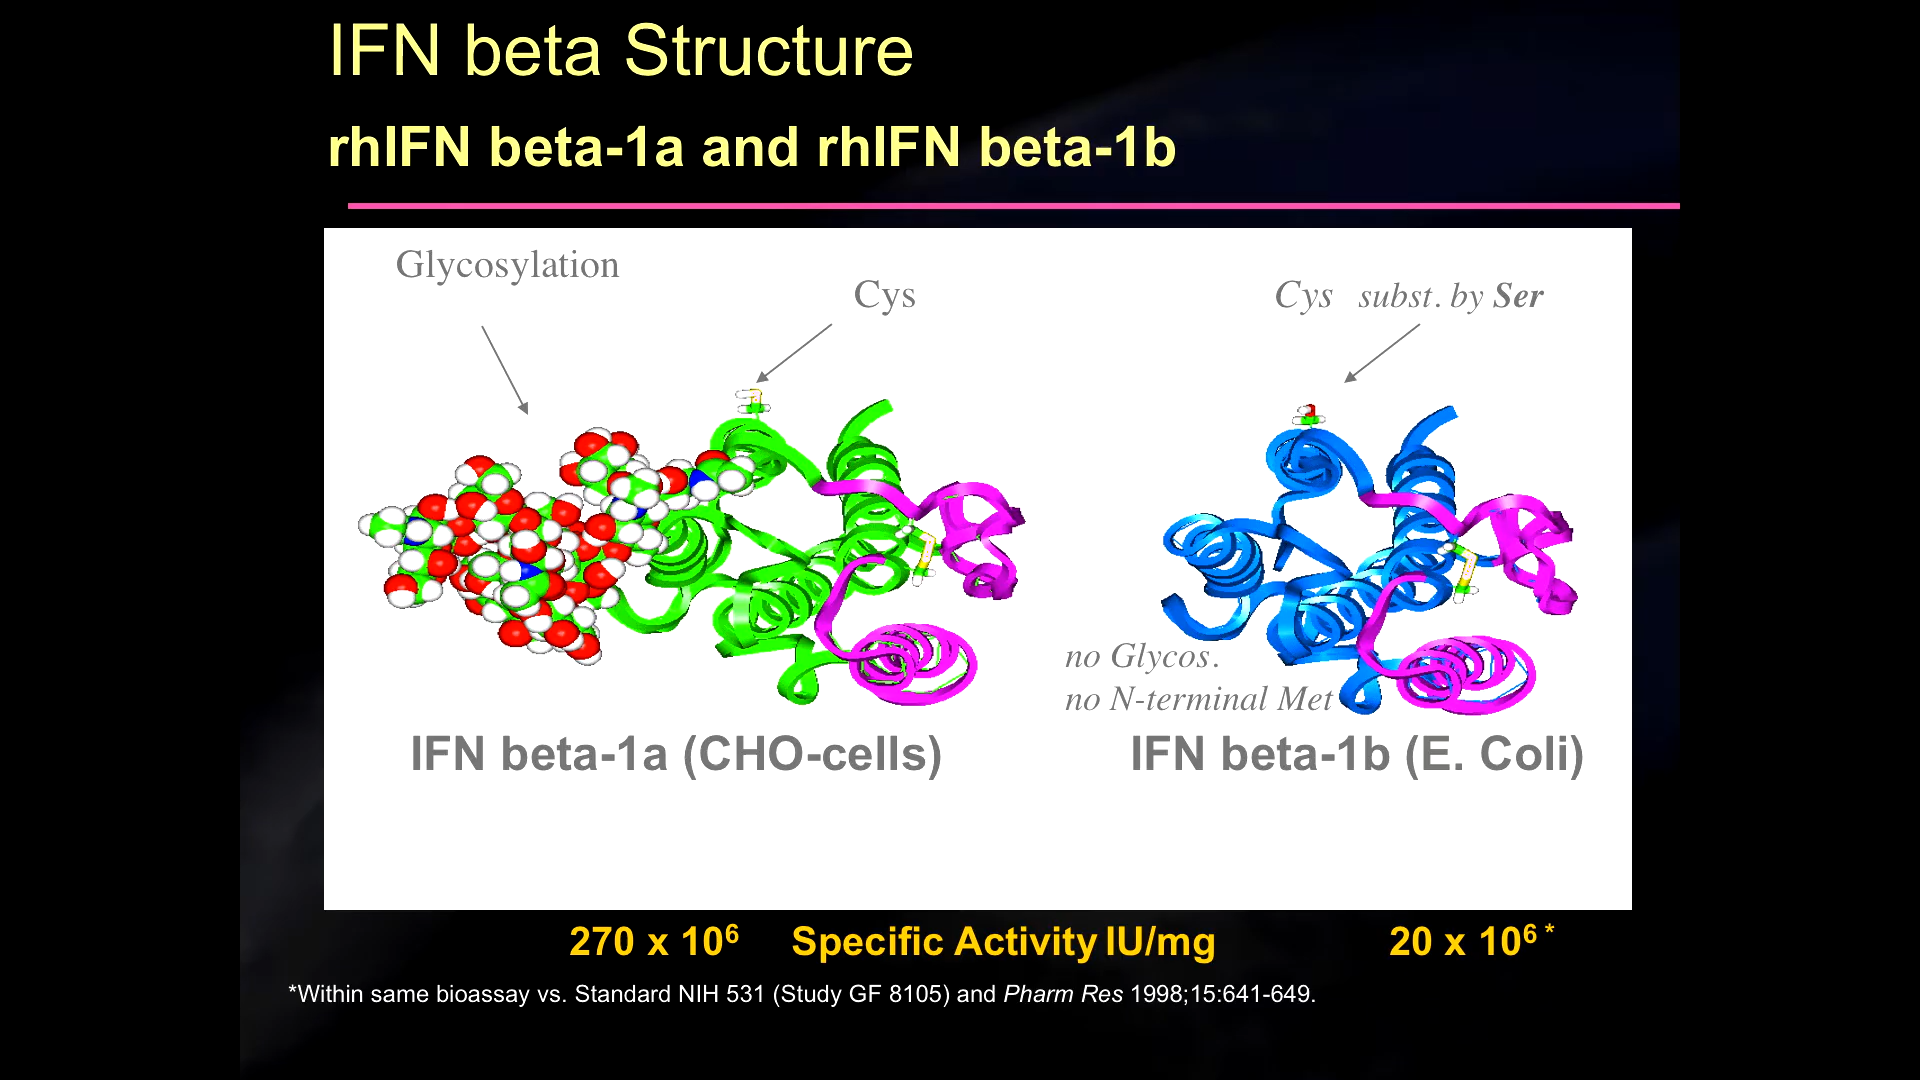 IFN beta Structure
rhIFN beta-1a and rhIFN beta-1b
Glycosylation
Cys
Cys subst. by Ser
no Glycos.
no N-terminal Met
IFN beta-1a (CHO-cells)
IFN beta-1b (E. Coli)
270 x 10⁶ Specific Activity IU/mg 20 x 10⁶ *
*Within same bioassay vs. Standard NIH 531 (Study GF 8105) and Pharm Res 1998;15:641-649.